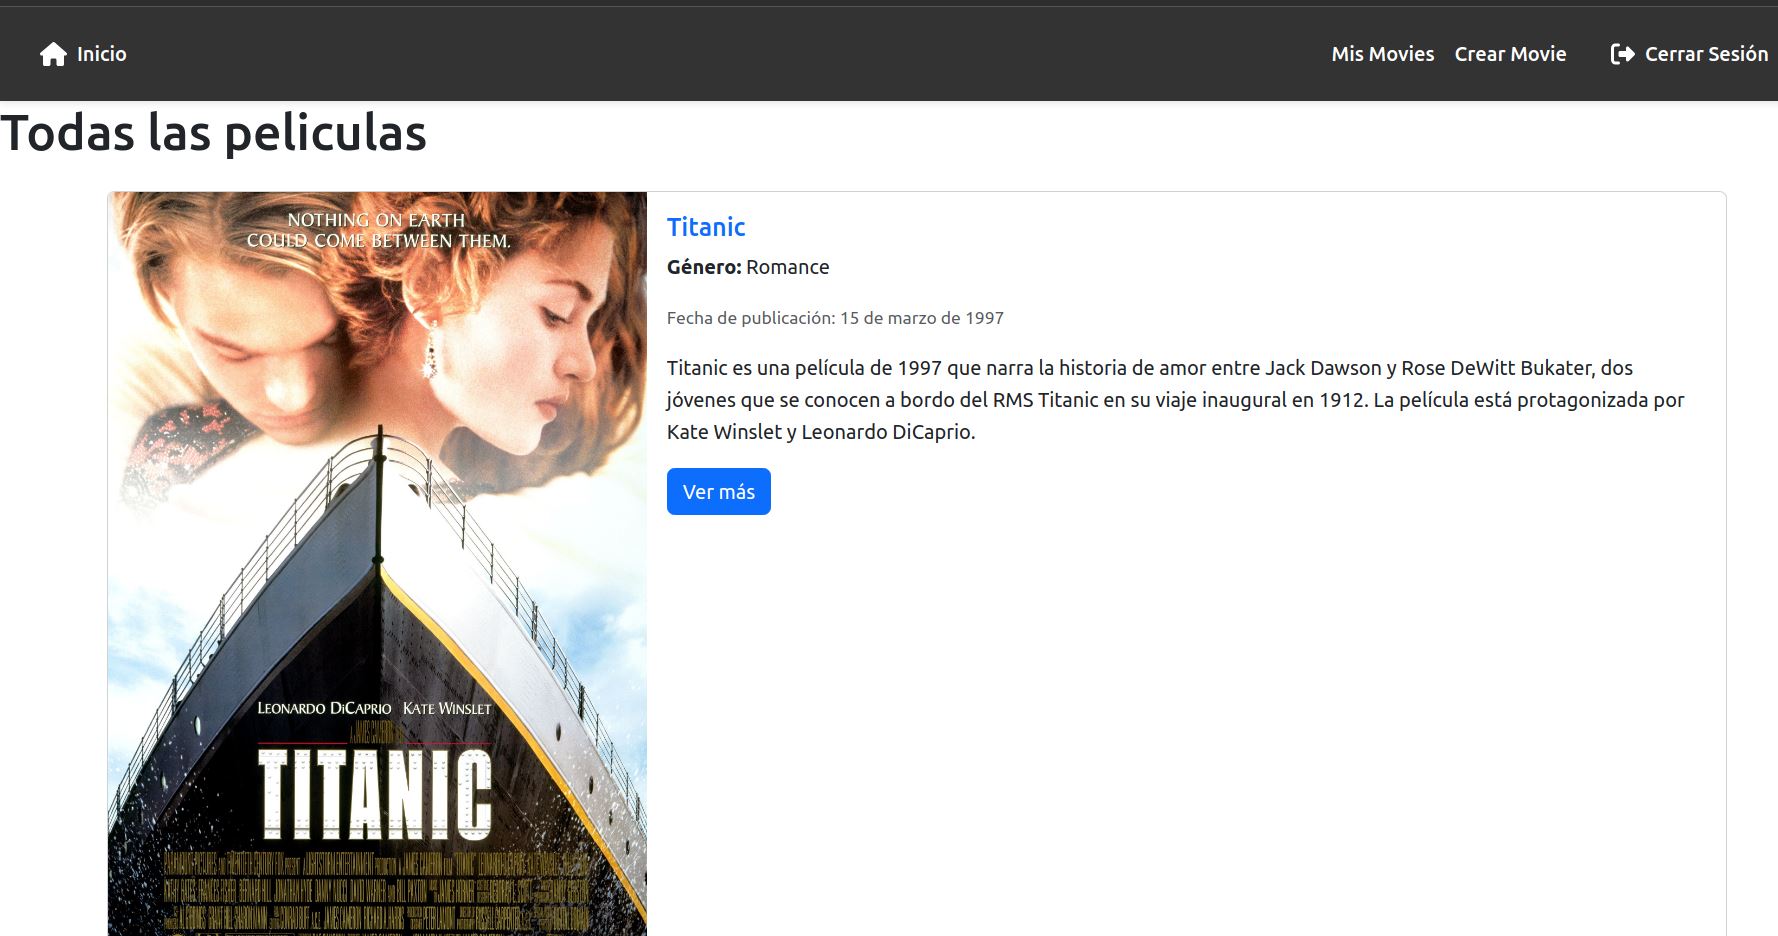 Inicio
Mis Movies
Crear Movie
Cerrar Sesión
Todas las peliculas
NOTHING ON EARTH
COULD COME BETWEEN THEM.
LEONARDO DICAPRIO KATE WINSLET
TITANIC
Titanic
Género: Romance
Fecha de publicación: 15 de marzo de 1997
Titanic es una película de 1997 que narra la historia de amor entre Jack Dawson y Rose DeWitt Bukater, dos
jóvenes que se conocen a bordo del RMS Titanic en su viaje inaugural en 1912. La película está protagonizada por
Kate Winslet y Leonardo DiCaprio.
Ver más